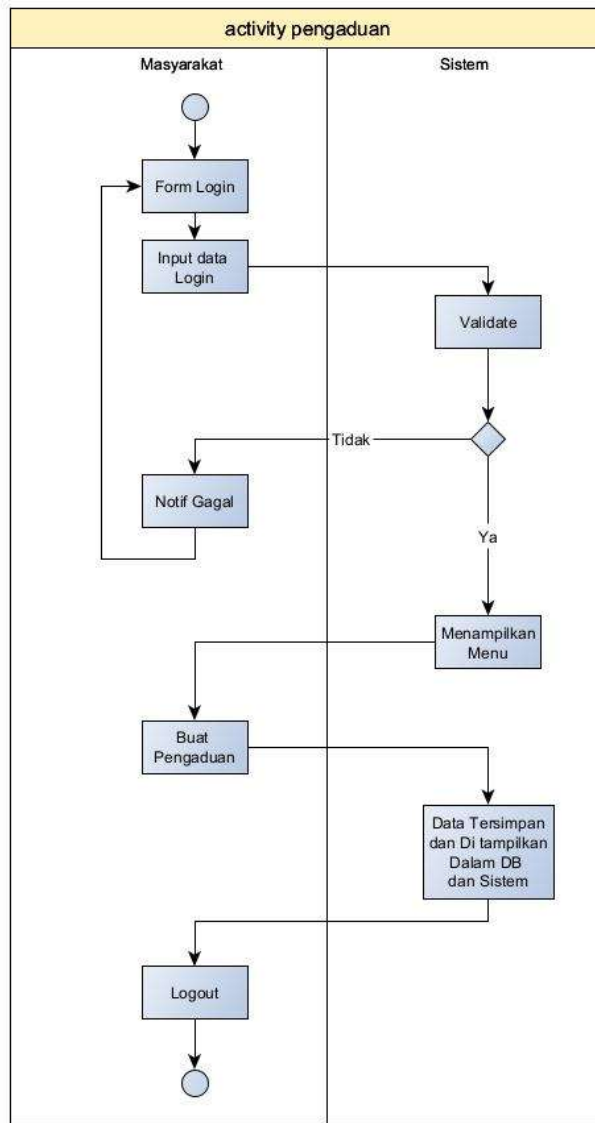 activity pengaduan
Masyarakat
Sistem
Form Login
Input data
Login
Validate
Tidak
Notif Gagal
Ya
Menampilkan
Menu
Buat
Pengaduan
Data Tersimpan
dan Di tampilkan
Dalam DB
dan Sistem
Logout